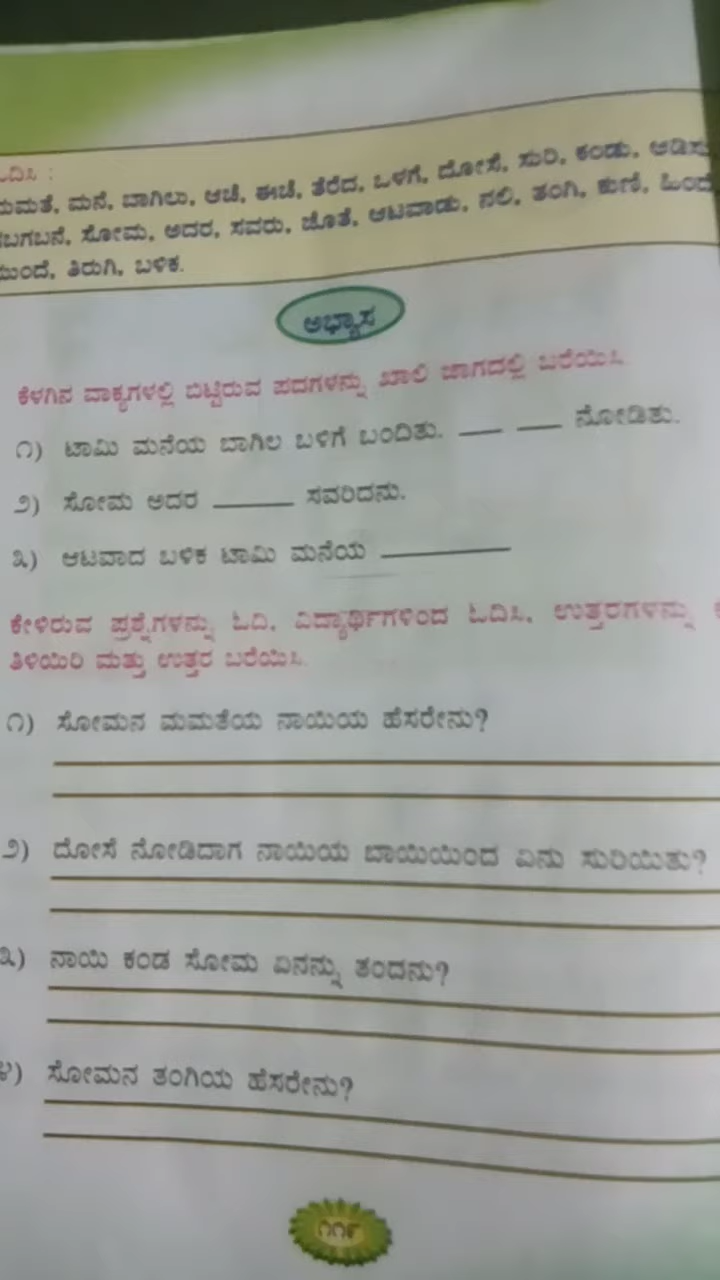 ಓದಿಸಿ :
ಮಮತೆ, ಮನೆ, ಬಾಗಿಲು, ಆಚೆ, ಈಚೆ, ತೆರೆದ, ಒಳಗೆ, ದೋಸೆ, ಸುರಿ, ಕಂಡು,
ಸೋಮ, ಅದರ, ಸವರು, ಜೊತೆ, ಆಟವಾಡು, ನಲಿ, ತಂಗಿ, ಕುಣಿ,
ಮುಂದೆ, ತಿರುಗಿ, ಬಳಿಕ.
ಅಭ್ಯಾಸ
ಕೆಳಗಿನ ವಾಕ್ಯಗಳಲ್ಲಿ ಬಿಟ್ಟಿರುವ ಪದಗಳನ್ನು ಖಾಲಿ ಜಾಗದಲ್ಲಿ ಬರೆಯಿಸಿ
೧) ಟಾಮಿ ಮನೆಯ ಬಾಗಿಲ ಬಳಿಗೆ ಬಂದಿತು. ___ ___ ನೋಡಿತು.
೨) ಸೋಮ ಅದರ ______ ಸವರಿದನು.
೩) ಆಟವಾದ ಬಳಿಕ ಟಾಮಿ ಮನೆಯ __________
ಕೇಳಿರುವ ಪ್ರಶ್ನೆಗಳನ್ನು ಓದಿ, ವಿದ್ಯಾರ್ಥಿಗಳಿಂದ ಓದಿಸಿ, ಉತ್ತರಗಳನ್ನು
ತಿಳಿಯಿರಿ ಮತ್ತು ಉತ್ತರ ಬರೆಯಿಸಿ.
೧) ಸೋಮನ ಮಮತೆಯ ನಾಯಿಯ ಹೆಸರೇನು?
೨) ದೋಸೆ ನೋಡಿದಾಗ ನಾಯಿಯ ಬಾಯಿಯಿಂದ ಏನು ಸುರಿಯಿತು?
೩) ನಾಯಿ ಕಂಡ ಸೋಮ ಏನನ್ನು ತಂದನು?
೪) ಸೋಮನ ತಂಗಿಯ ಹೆಸರೇನು?